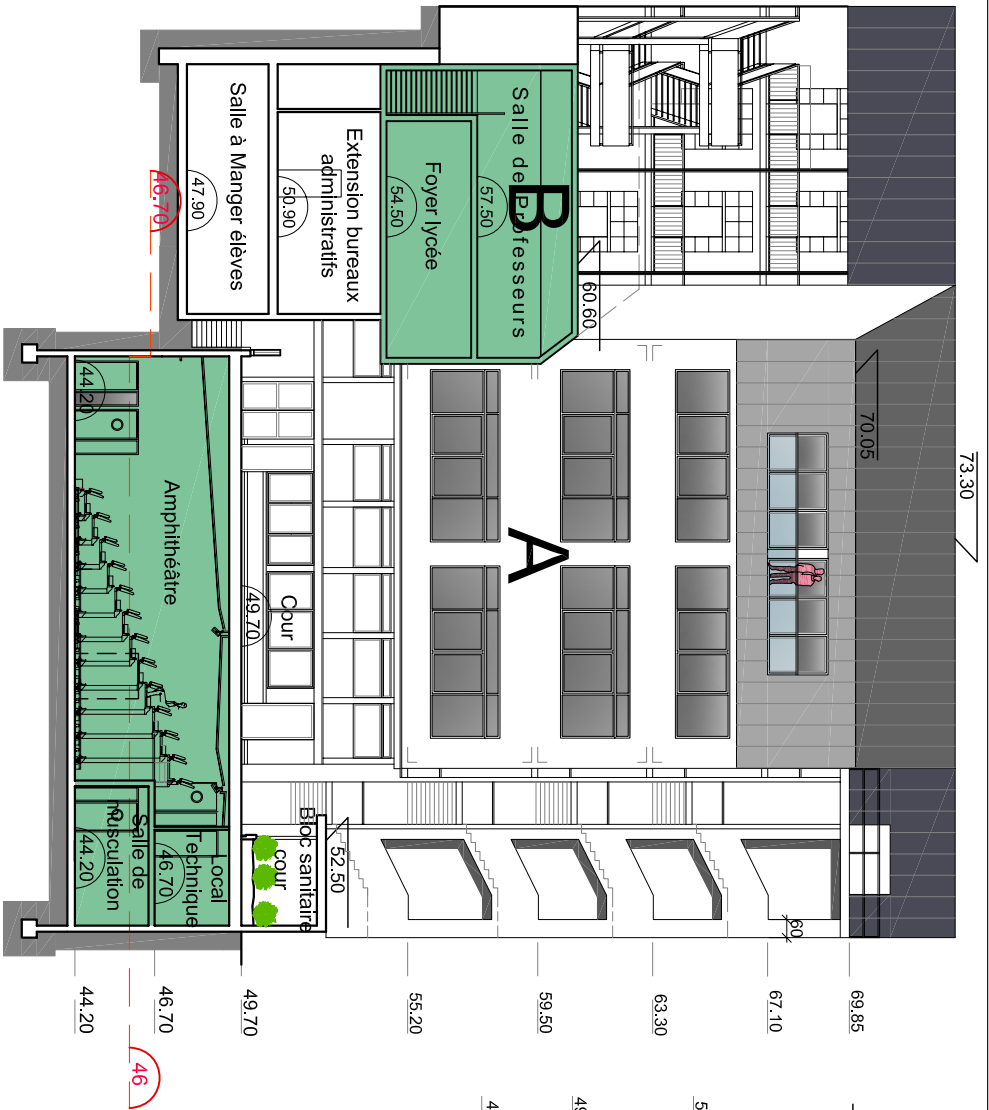 73.30
70.05
69.85
67.10
63.30
59.50
55.20
49.70
46.70
44.20
46
60
60.60
B
Salle de Professeurs
57.50
Foyer lycée
54.50
Extension bureaux
administratifs
50.90
Salle à Manger élèves
47.90
46.70
A
Cour
49.70
52.50
Bloc sanitaire
cour
Amphithéâtre
44.20
Local
Technique
46.70
Salle de
musculation
44.20